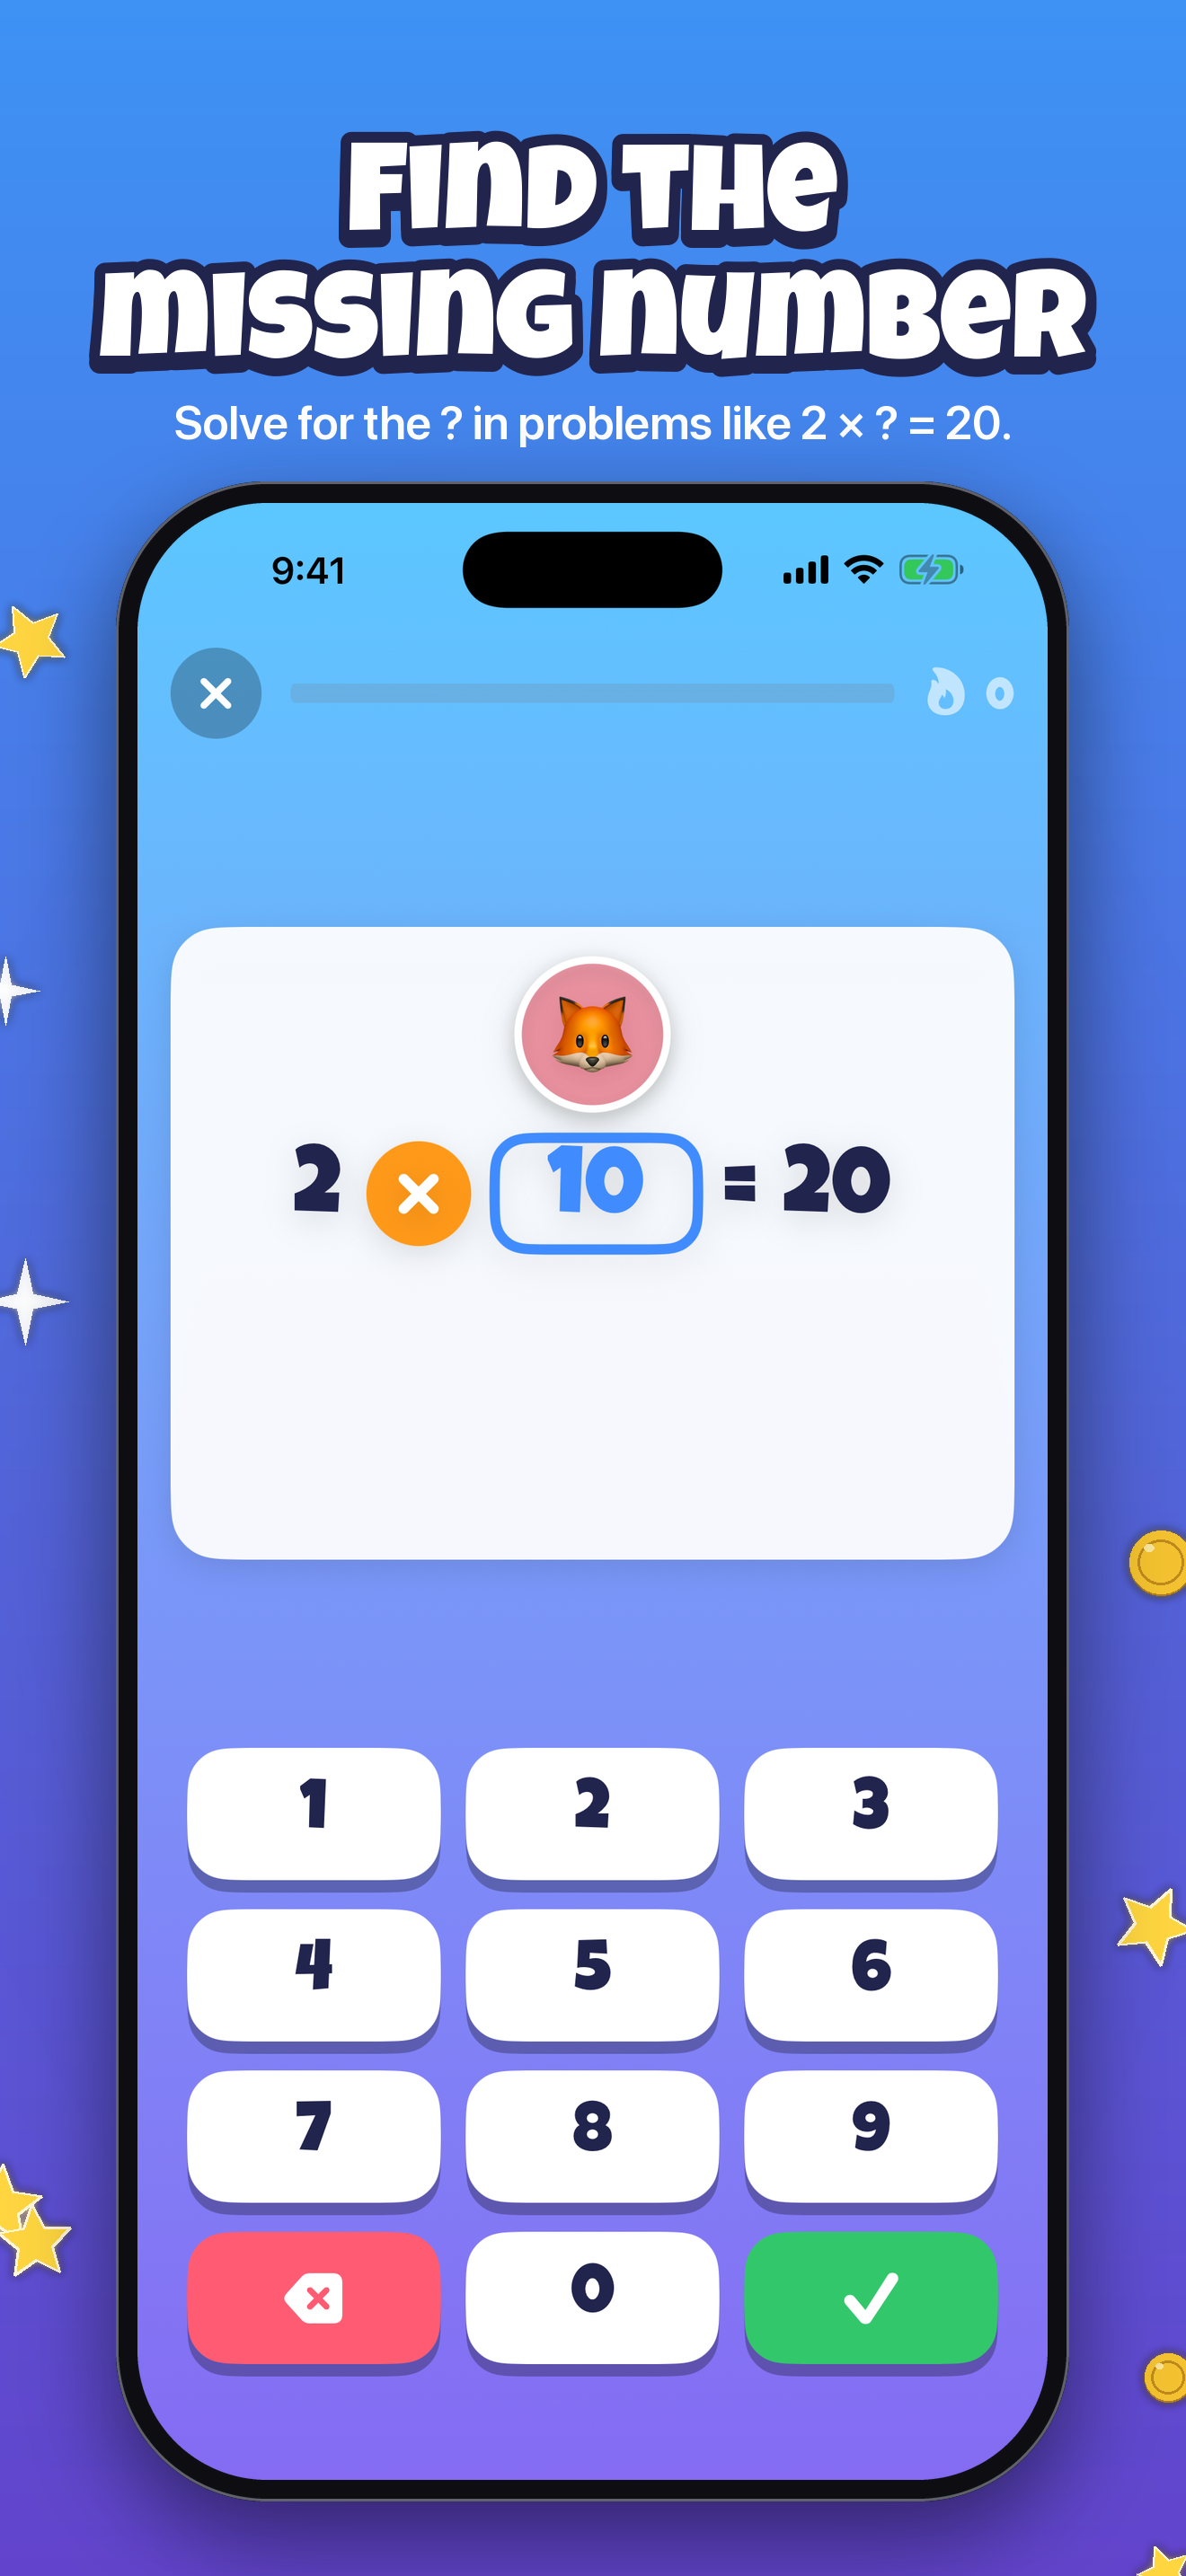 Find the
missing number
Solve for the ? in problems like 2 × ? = 20.
9:41
0
2 × 10 = 20
1 2 3
4 5 6
7 8 9
0